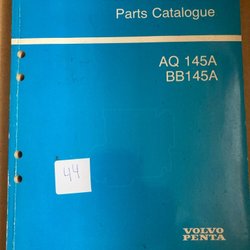 Parts Catalogue
AQ 145A
BB145A
44
VOLVO
PENTA